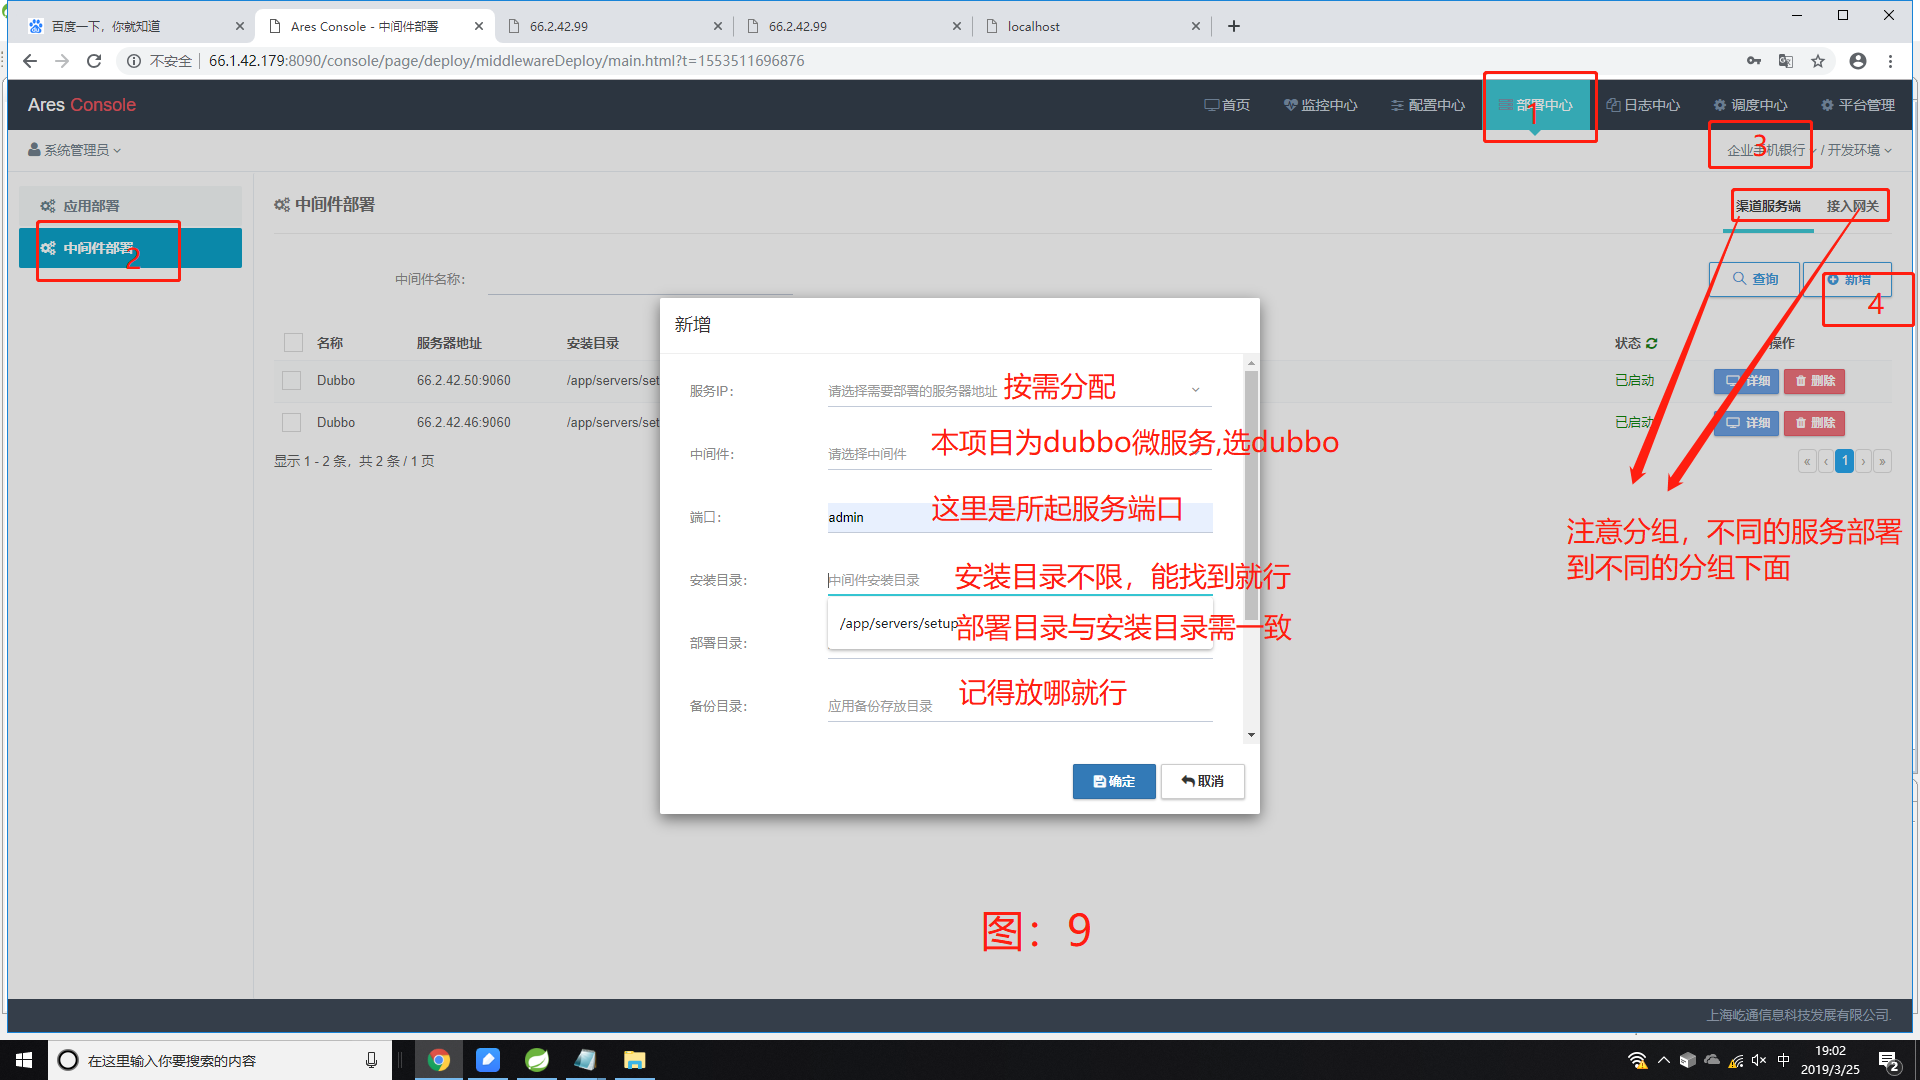 百度一下，你就知道
Ares Console - 中间件部署
66.2.42.99
66.2.42.99
localhost
不安全
66.1.42.179:8090/console/page/deploy/middlewareDeploy/main.html?t=1553511696876
Ares Console
首页
监控中心
配置中心
部署中心
日志中心
调度中心
平台管理
1
系统管理员
企业手机银行 / 开发环境
3
应用部署
中间件部署
2
中间件部署
渠道服务端
接入网关
中间件名称：
查询
新增
4
名称
服务器地址
安装目录
状态
操作
Dubbo
66.2.42.50:9060
/app/servers/set
已启动
详细
删除
Dubbo
66.2.42.46:9060
/app/servers/set
已启动
详细
删除
显示 1 - 2 条，共 2 条 / 1 页
« ‹ 1 › »
新增
服务IP：
请选择需要部署的服务器地址
按需分配
中间件：
请选择中间件
本项目为dubbo微服务,选dubbo
端口：
admin
这里是所起服务端口
安装目录：
中间件安装目录
安装目录不限，能找到就行
/app/servers/setup
部署目录与安装目录需一致
部署目录：
备份目录：
应用备份存放目录
记得放哪就行
确定
取消
注意分组，不同的服务部署
到不同的分组下面
图：9
上海屹通信息科技发展有限公司.
在这里输入你要搜索的内容
中
19:02
2019/3/25
2